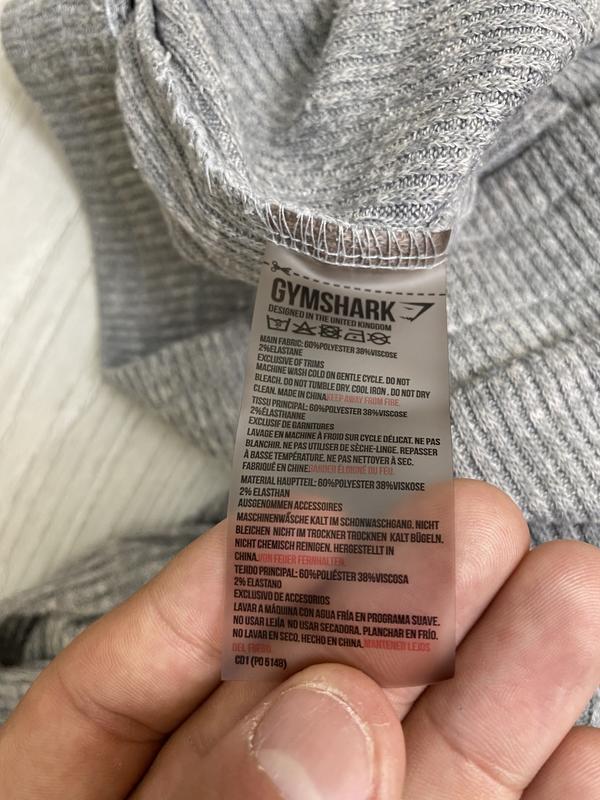 GYMSHARK
DESIGNED IN THE UNITED KINGDOM
MAIN FABRIC: 60%POLYESTER 38%VISCOSE
2%ELASTANE
EXCLUSIVE OF TRIMS
MACHINE WASH COLD ON GENTLE CYCLE. DO NOT
BLEACH. DO NOT TUMBLE DRY. COOL IRON . DO NOT DRY
CLEAN. MADE IN CHINA.KEEP AWAY FROM FIRE.
TISSU PRINCIPAL: 60%POLYESTER 38%VISCOSE
2%ÉLASTHANNE
EXCLUSIF DE GARNITURES
LAVAGE EN MACHINE À FROID SUR CYCLE DÉLICAT. NE PAS
BLANCHIR. NE PAS UTILISER DE SÈCHE-LINGE. REPASSER
À BASSE TEMPÉRATURE. NE PAS NETTOYER À SEC.
FABRIQUÉ EN CHINE.GARDER ÉLOIGNÉ DU FEU.
MATERIAL HAUPTTEIL: 60%POLYESTER 38%VISKOSE
2% ELASTHAN
AUSGENOMMEN ACCESSOIRES
MASCHINENWÄSCHE KALT IM SCHONWASCHGANG. NICHT
BLEICHEN NICHT IM TROCKNER TROCKNEN KALT BÜGELN.
NICHT CHEMISCH REINIGEN. HERGESTELLT IN
CHINA.VON FEUER FERNHALTEN.
TEJIDO PRINCIPAL: 60%POLIÉSTER 38%VISCOSA
2% ELASTANO
EXCLUSIVO DE ACCESORIOS
LAVAR A MÁQUINA CON AGUA FRÍA EN PROGRAMA SUAVE.
NO USAR LEJÍA NO USAR SECADORA. PLANCHAR EN FRÍO.
NO LAVAR EN SECO. HECHO EN CHINA.MANTENER LEJOS
DEL FUEGO.
CD1 (PO 5148)